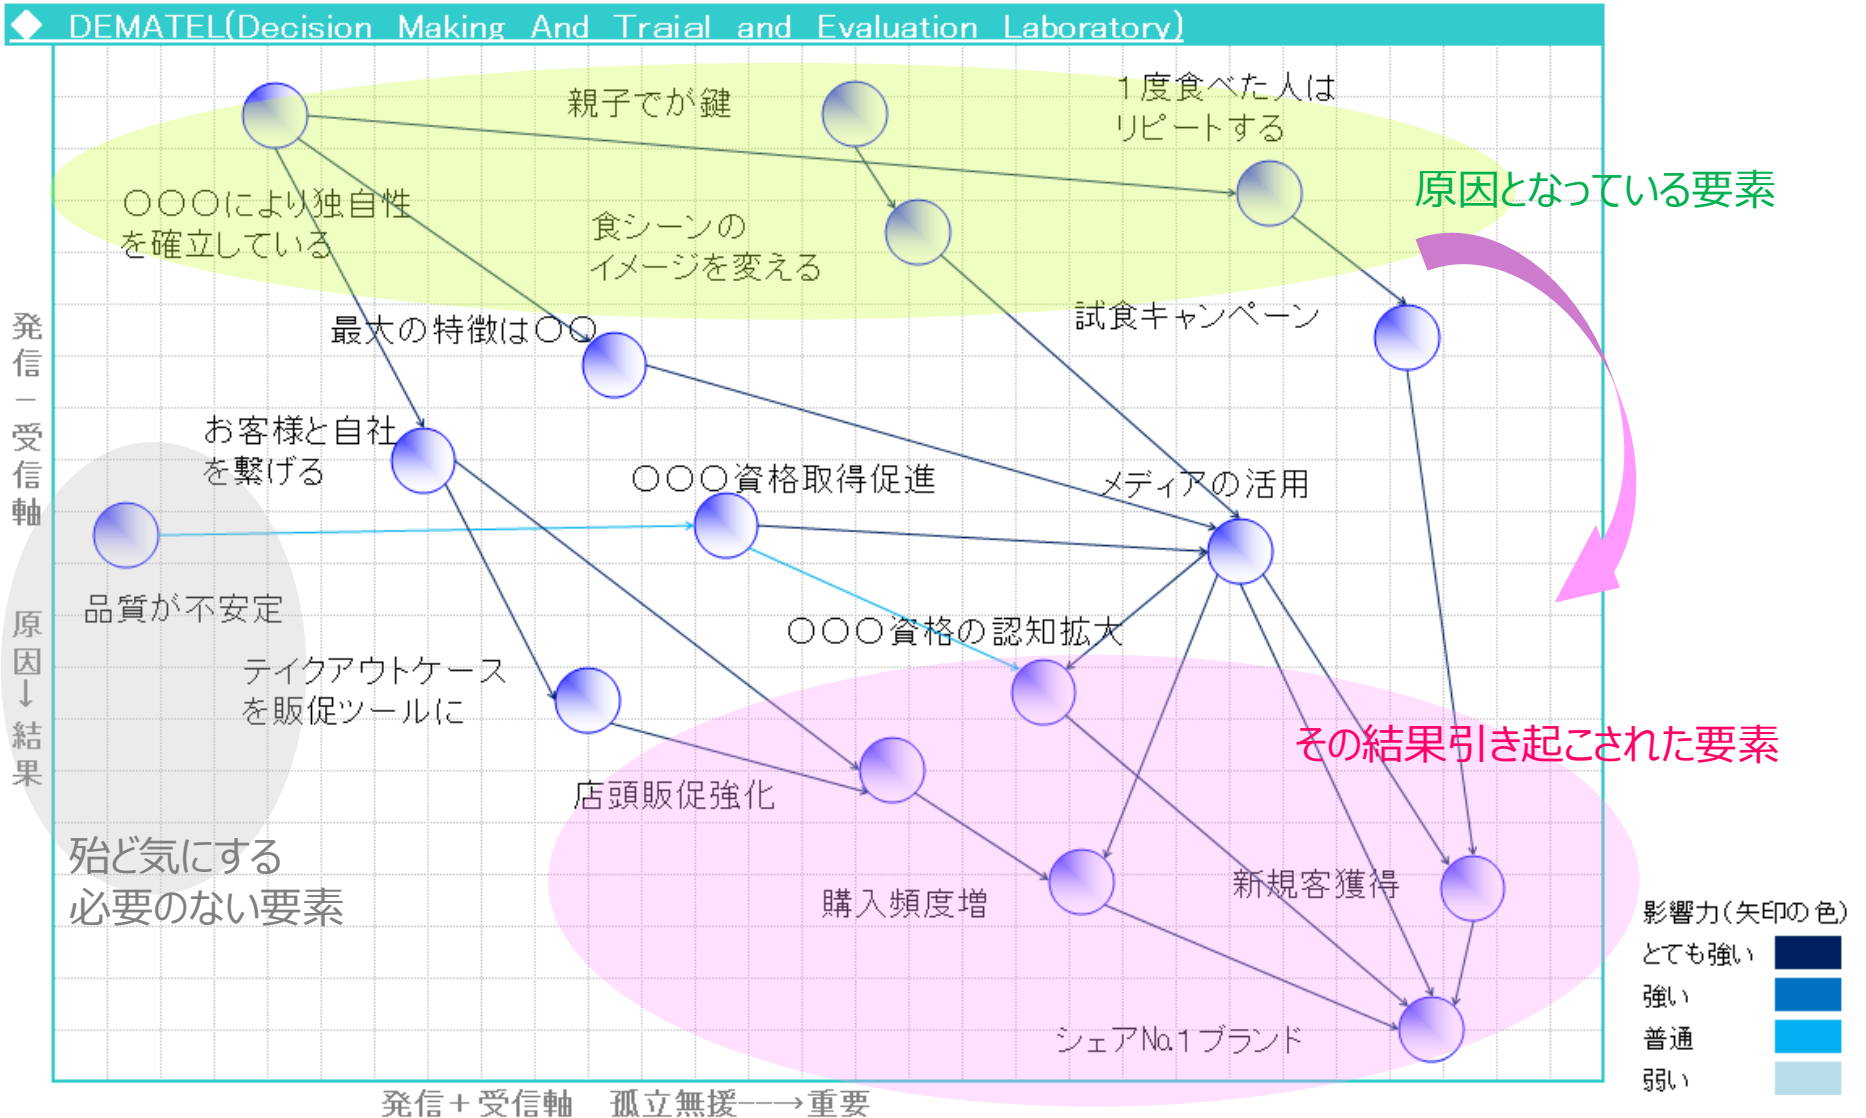 ◆ DEMATEL(Decision Making And Traial and Evaluation Laboratory)
親子でが鍵
1度食べた人は
リピートする
原因となっている要素
〇〇〇により独自性
を確立している
食シーンの
イメージを変える
試食キャンペーン
最大の特徴は〇〇
お客様と自社
を繋げる
〇〇〇資格取得促進
メディアの活用
品質が不安定
〇〇〇資格の認知拡大
テイクアウトケース
を販促ツールに
その結果引き起こされた要素
店頭販促強化
殆ど気にする
必要のない要素
購入頻度増
新規客獲得
シェア№1ブランド
発信-受信軸 原因→結果
発信+受信軸 孤立無援--→重要
影響力(矢印の色)
とても強い
強い
普通
弱い